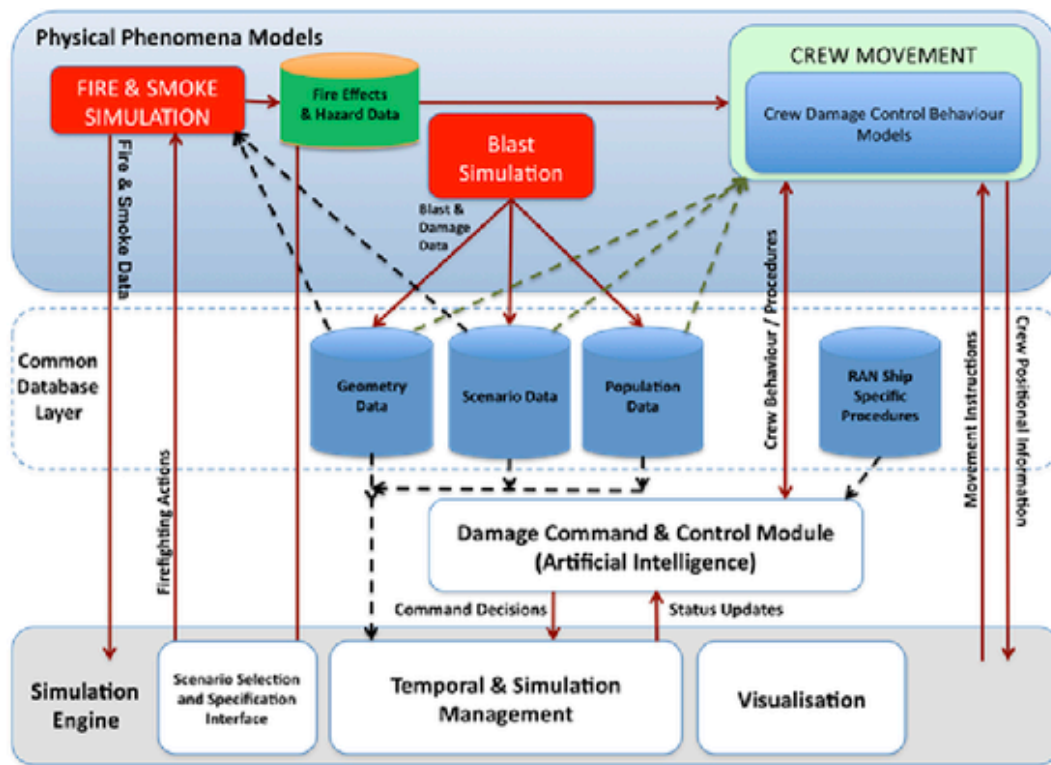 Physical Phenomena Models
FIRE & SMOKE
SIMULATION
Fire Effects
& Hazard Data
Blast
Simulation
CREW MOVEMENT
Crew Damage Control Behaviour
Models
Fire & Smoke Data
Blast &
Damage
Data
Common
Database
Layer
Geometry
Data
Scenario Data
Population
Data
RAN Ship
Specific
Procedures
Firefighting Actions
Crew Behaviour / Procedures
Movement Instructions
Crew Positional Information
Damage Command & Control Module
(Artificial Intelligence)
Command Decisions
Status Updates
Simulation
Engine
Scenario Selection
and Specification
Interface
Temporal & Simulation
Management
Visualisation